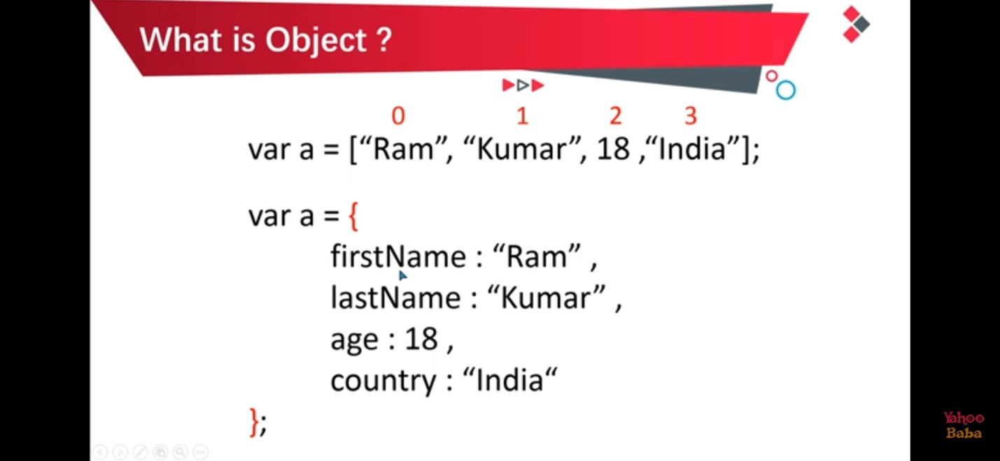 What is Object ?
0 1 2 3
var a = [“Ram”, “Kumar”, 18 ,“India”];
var a = {
firstName : “Ram” ,
lastName : “Kumar” ,
age : 18 ,
country : “India“
};
Yahoo
Baba